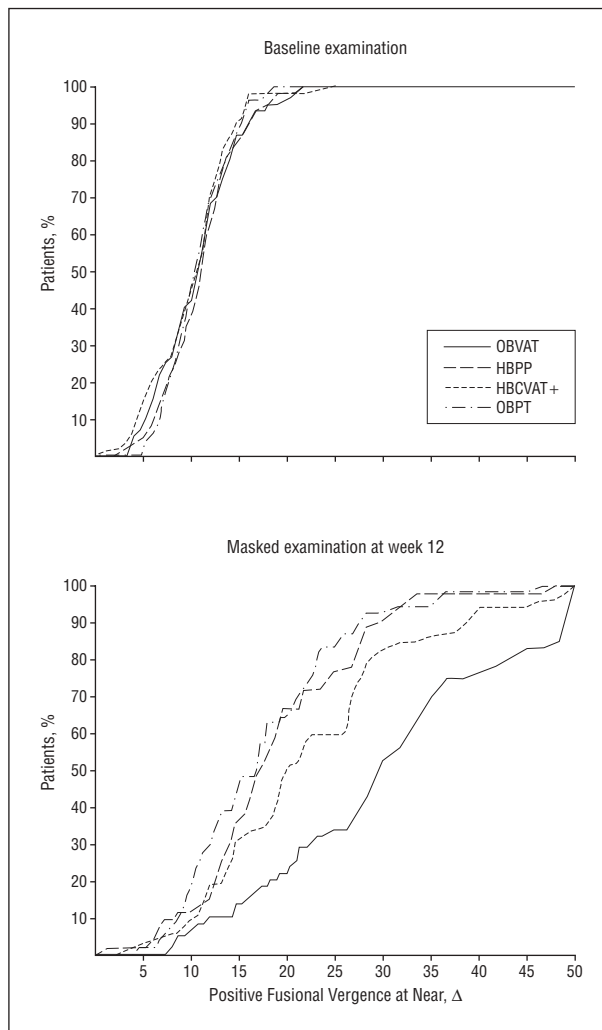 Baseline examination
100
90
80
70
60
50
40
30
20
10
Patients, %
OBVAT
HBPP
HBCVAT+
OBPT
Masked examination at week 12
100
90
80
70
60
50
40
30
20
10
Patients, %
5 10 15 20 25 30 35 40 45 50
Positive Fusional Vergence at Near, Δ